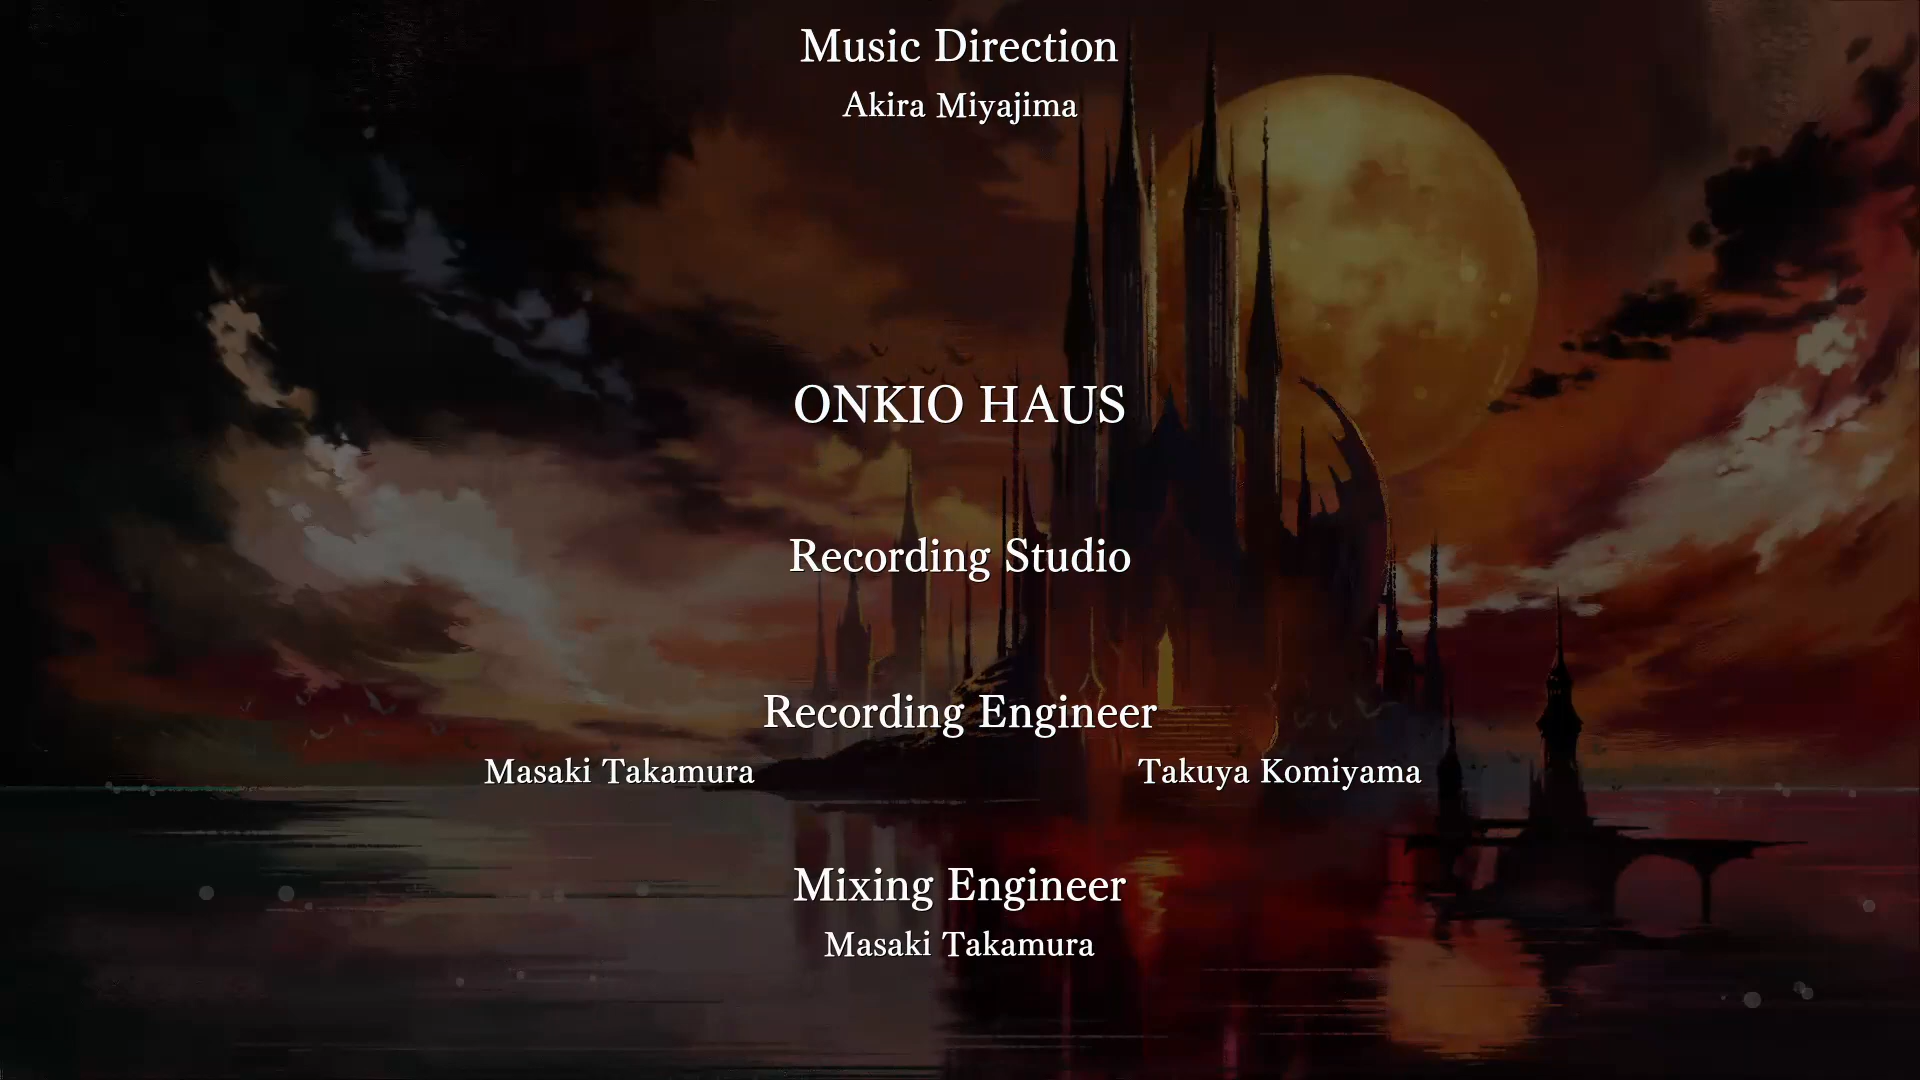 Music Direction
Akira Miyajima
ONKIO HAUS
Recording Studio
Recording Engineer
Masaki Takamura Takuya Komiyama
Mixing Engineer
Masaki Takamura